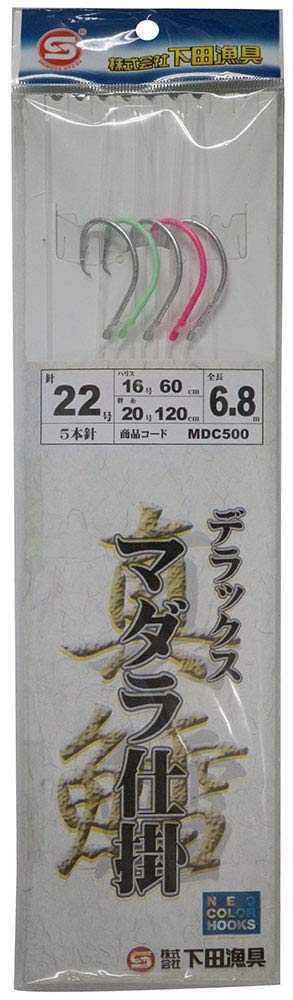 S
®
株式会社下田漁具
針 22号
5本針
ハリス 16号 60cm
幹糸 20号 120cm
全長 6.8m
商品コード MDC500
デラックス
マダラ仕掛
真鱈
NEO
COLOR
HOOKS
S 株式会社 下田漁具